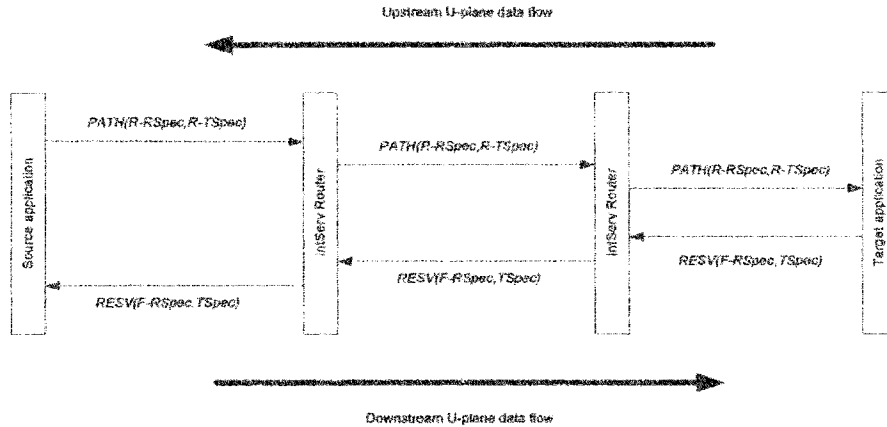 Upstream U-plane data flow
PATH(R-RSpec,R-TSpec)
PATH(R-RSpec,R-TSpec)
PATH(R-RSpec,R-TSpec)
Source application
IntServ Router
IntServ Router
Target application
RESV(F-RSpec,TSpec)
RESV(F-RSpec,TSpec)
RESV(F-RSpec,TSpec)
Downstream U-plane data flow